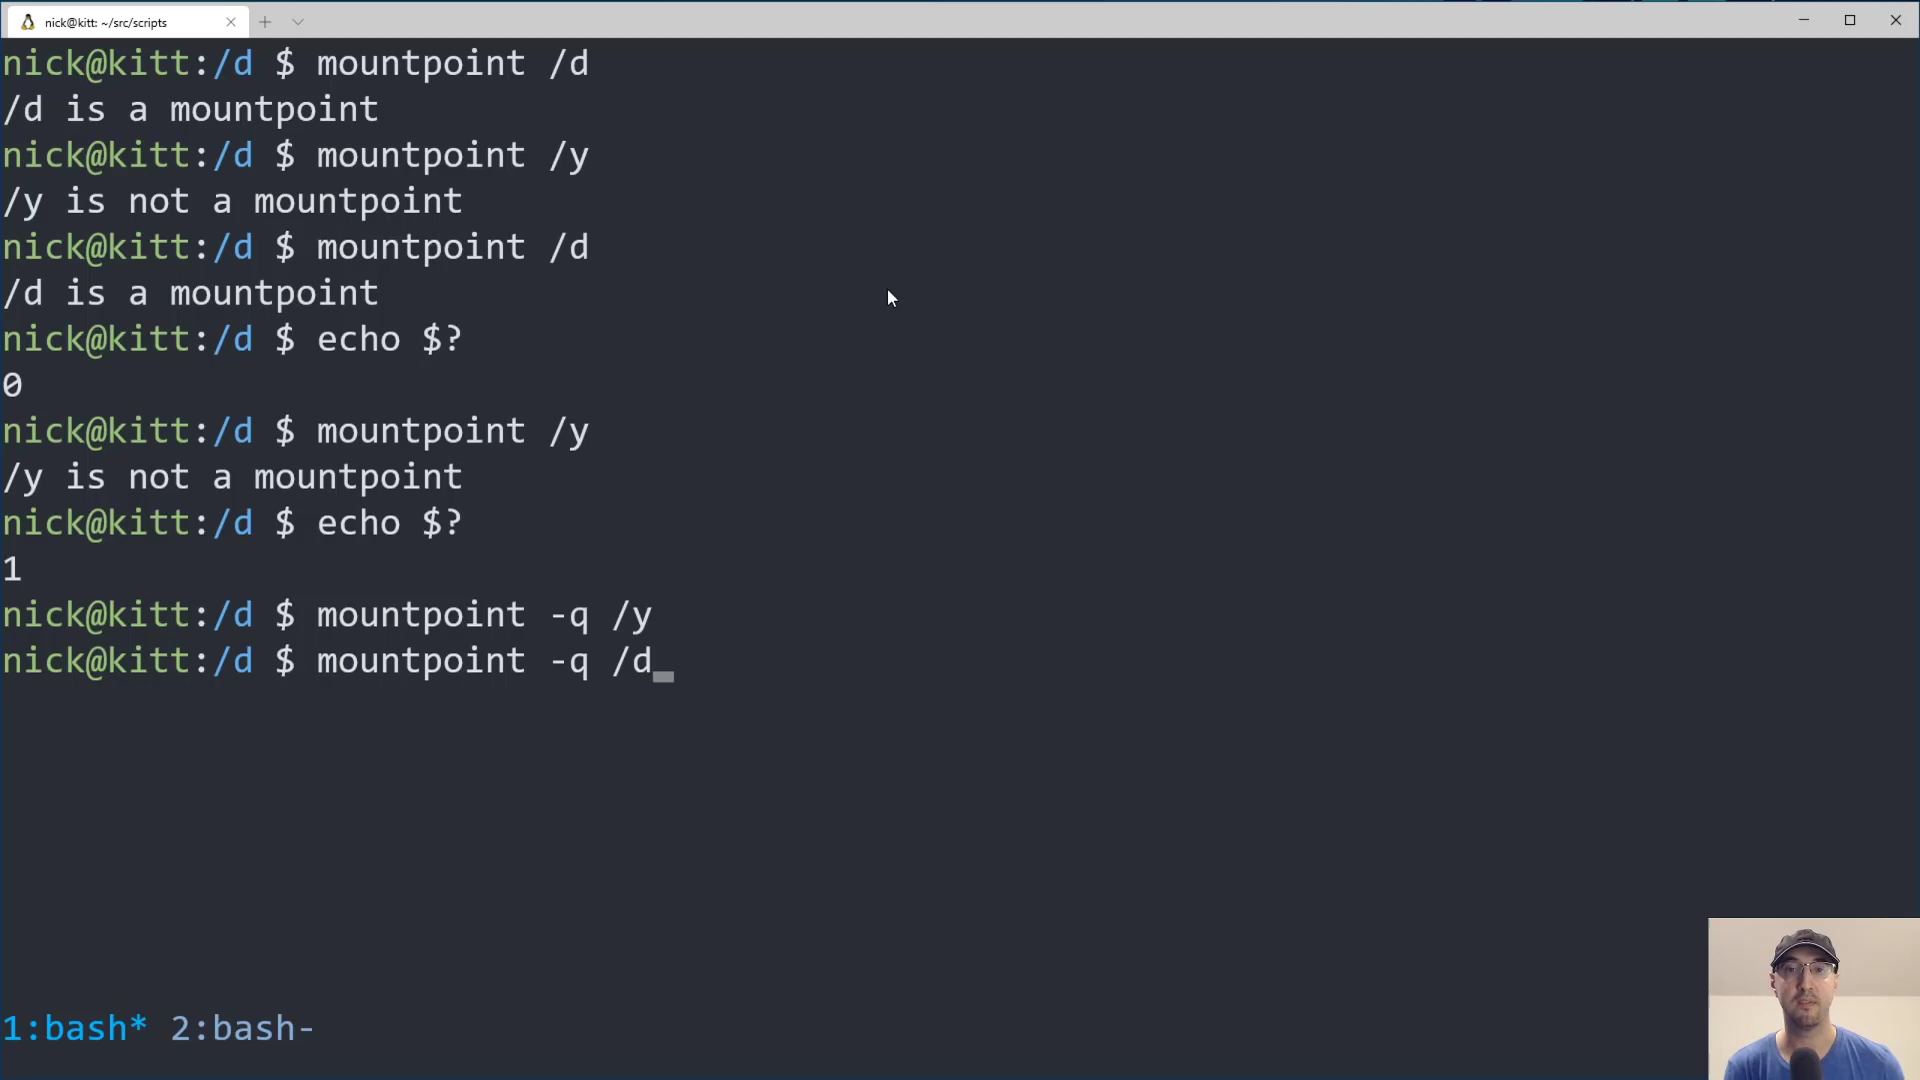 nick@kitt: ~/src/scripts
nick@kitt:/d $ mountpoint /d
/d is a mountpoint
nick@kitt:/d $ mountpoint /y
/y is not a mountpoint
nick@kitt:/d $ mountpoint /d
/d is a mountpoint
nick@kitt:/d $ echo $?
0
nick@kitt:/d $ mountpoint /y
/y is not a mountpoint
nick@kitt:/d $ echo $?
1
nick@kitt:/d $ mountpoint -q /y
nick@kitt:/d $ mountpoint -q /d
1:bash* 2:bash-